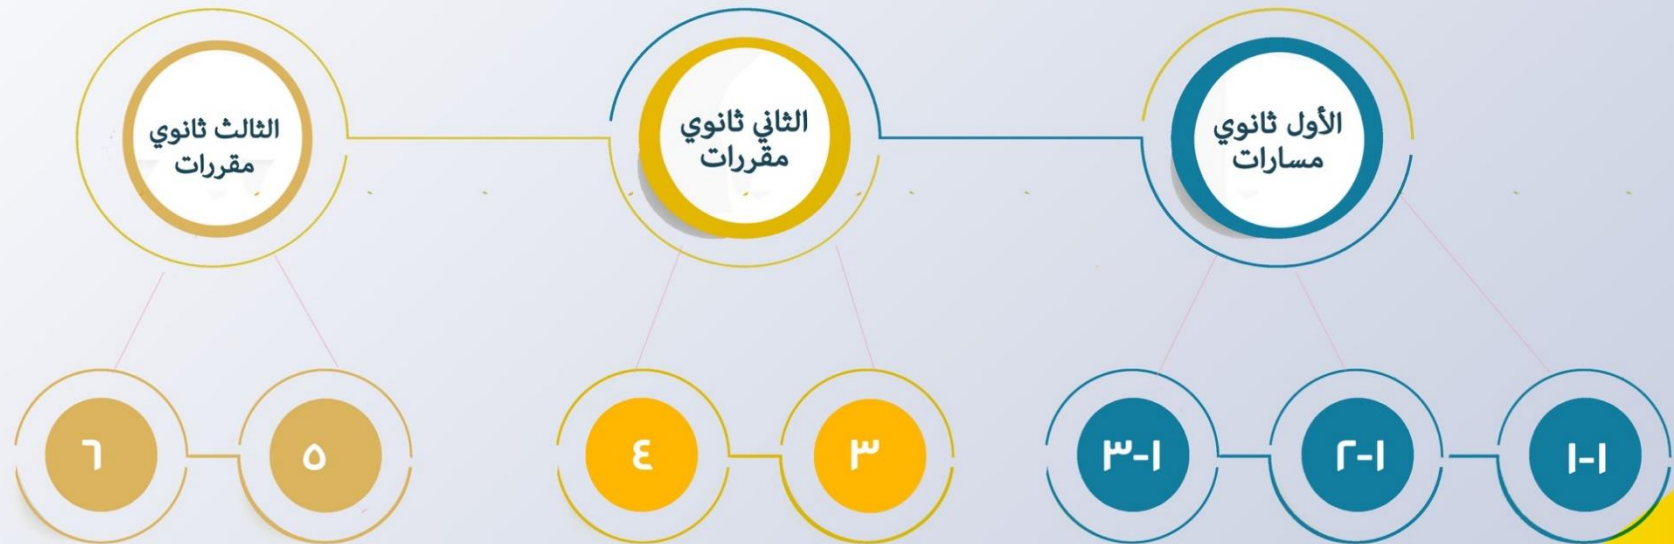 الأول ثانوي
مسارات
الثاني ثانوي
مقررات
الثالث ثانوي
مقررات
١-١
١-٢
١-٣
٣
٤
٥
٦